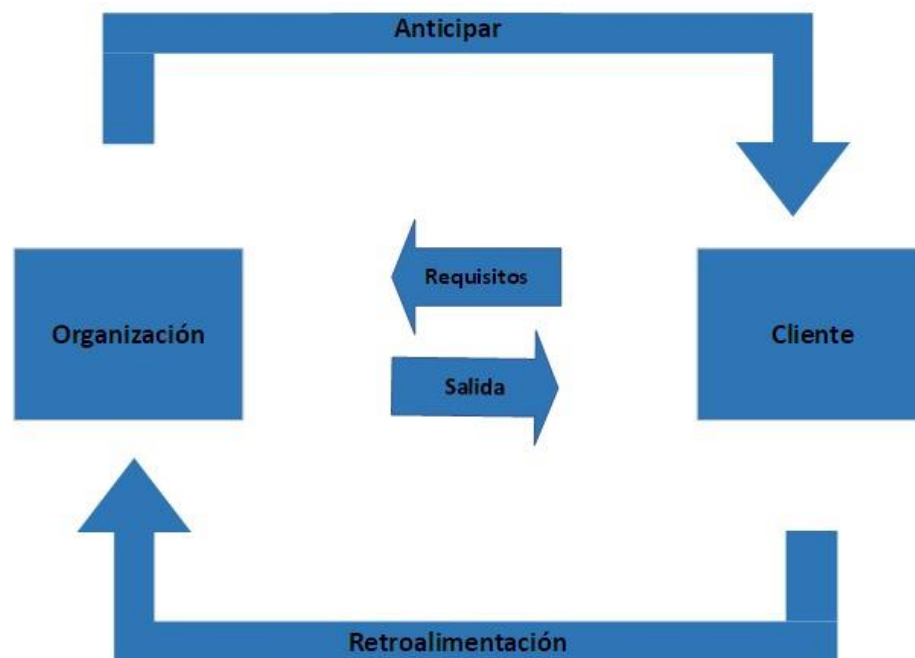 Anticipar
Requisitos
Organización
Cliente
Salida
Retroalimentación